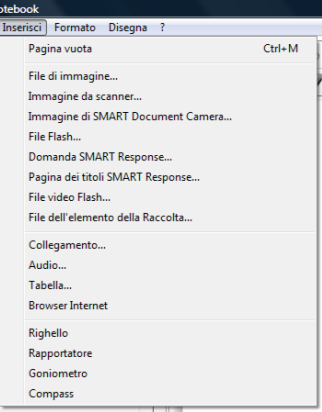 otebook
Inserisci Formato Disegna ?
Pagina vuota Ctrl+M
File di immagine...
Immagine da scanner...
Immagine di SMART Document Camera...
File Flash...
Domanda SMART Response...
Pagina dei titoli SMART Response...
File video Flash...
File dell'elemento della Raccolta...
Collegamento...
Audio...
Tabella...
Browser Internet
Righello
Rapportatore
Goniometro
Compass